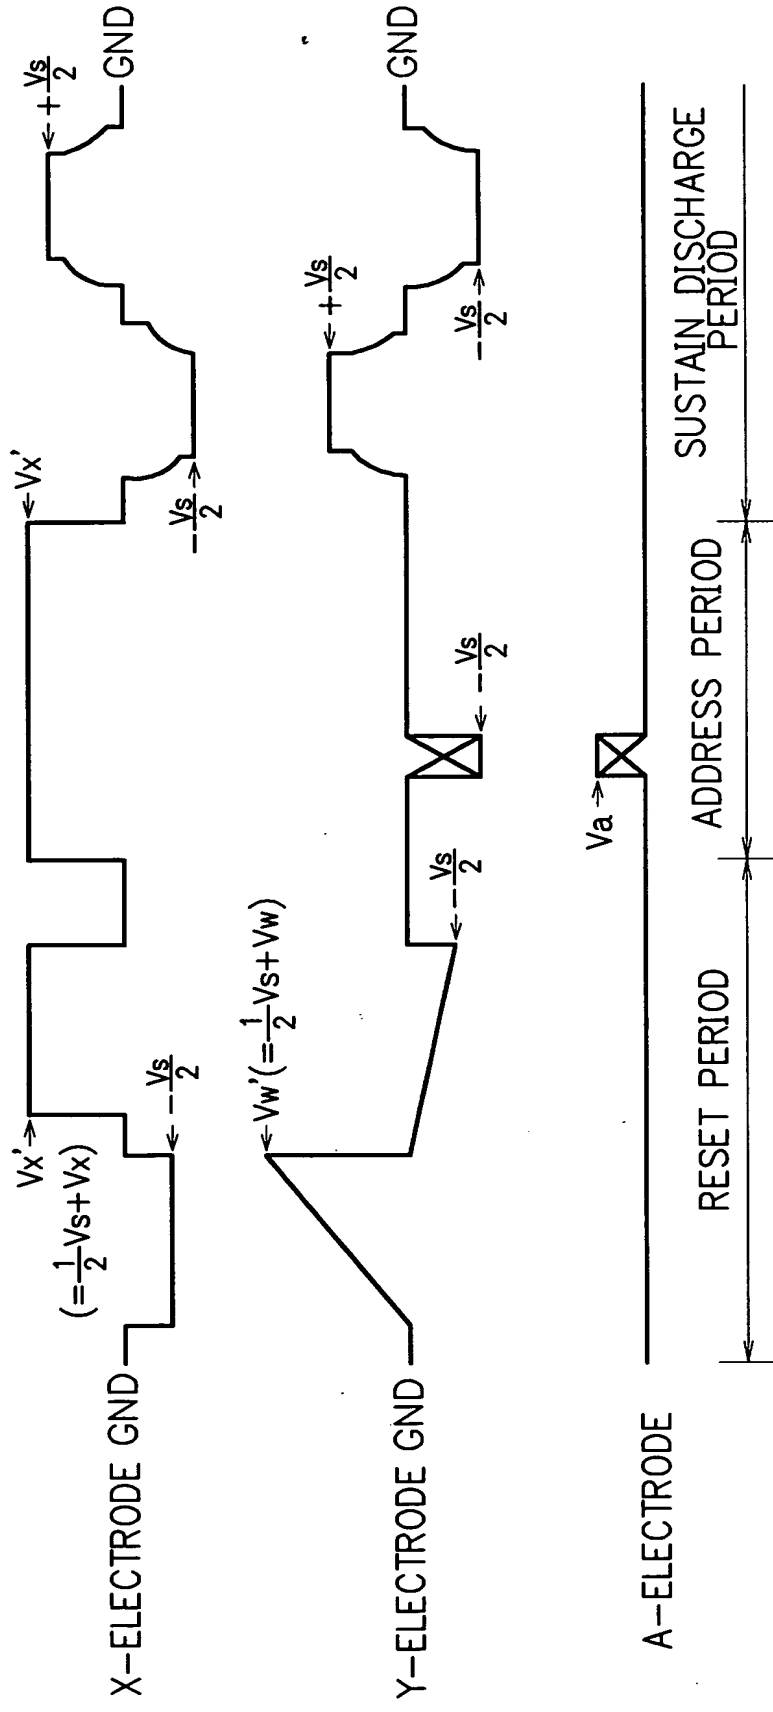 X-ELECTRODE GND
Vx'
(=1/2Vs+Vx)
-Vs/2
Vx'
-Vs/2
+Vs/2
GND
Y-ELECTRODE GND
Vw'(=1/2Vs+Vw)
-Vs/2
-Vs/2
+Vs/2
-Vs/2
GND
A-ELECTRODE
Va
RESET PERIOD
ADDRESS PERIOD
SUSTAIN DISCHARGE
PERIOD